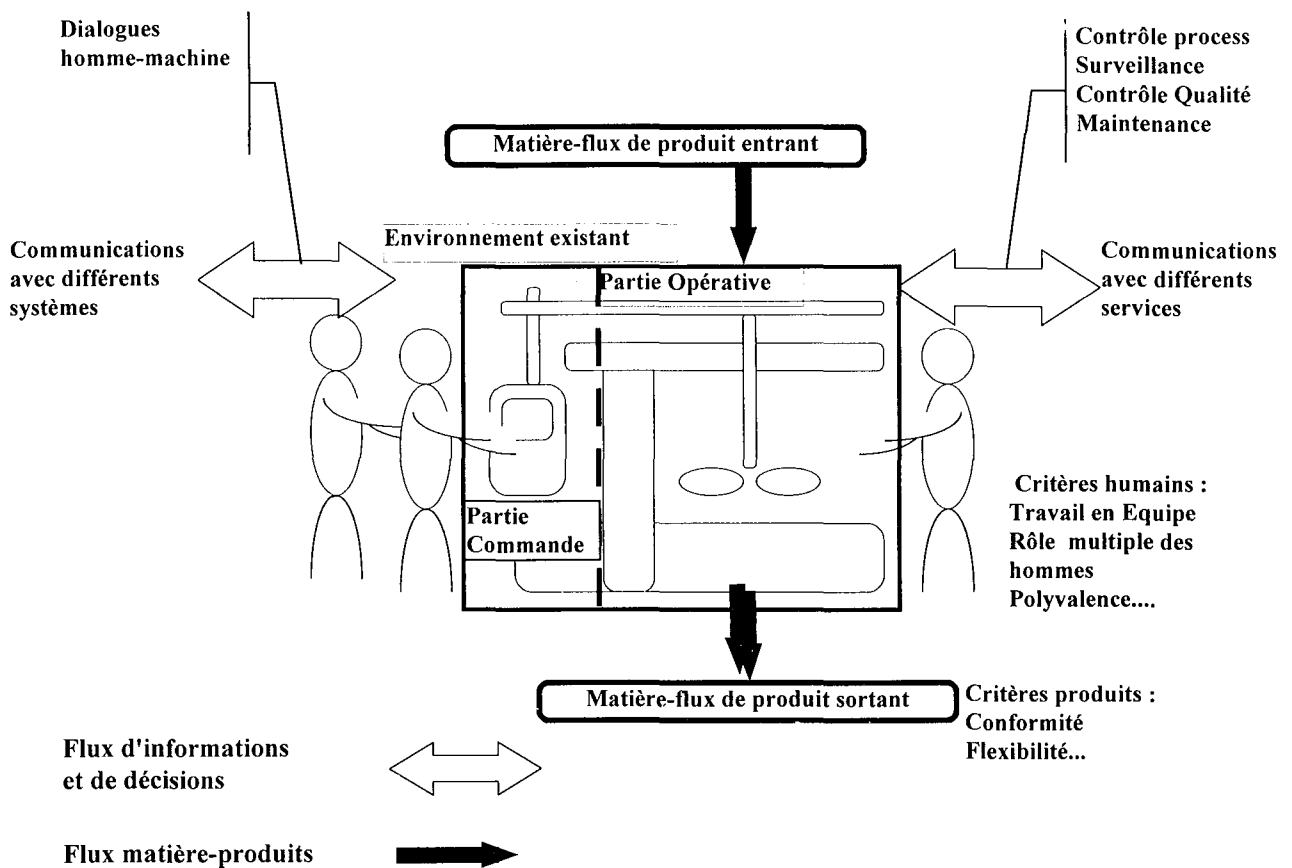 Dialogues
homme-machine
Contrôle process
Surveillance
Contrôle Qualité
Maintenance
Matière-flux de produit entrant
Environnement existant
Communications
avec différents
systèmes
Partie Opérative
Communications
avec différents
services
Partie
Commande
Critères humains :
Travail en Equipe
Rôle multiple des
hommes
Polyvalence....
Matière-flux de produit sortant
Critères produits :
Conformité
Flexibilité...
Flux d'informations
et de décisions
Flux matière-produits